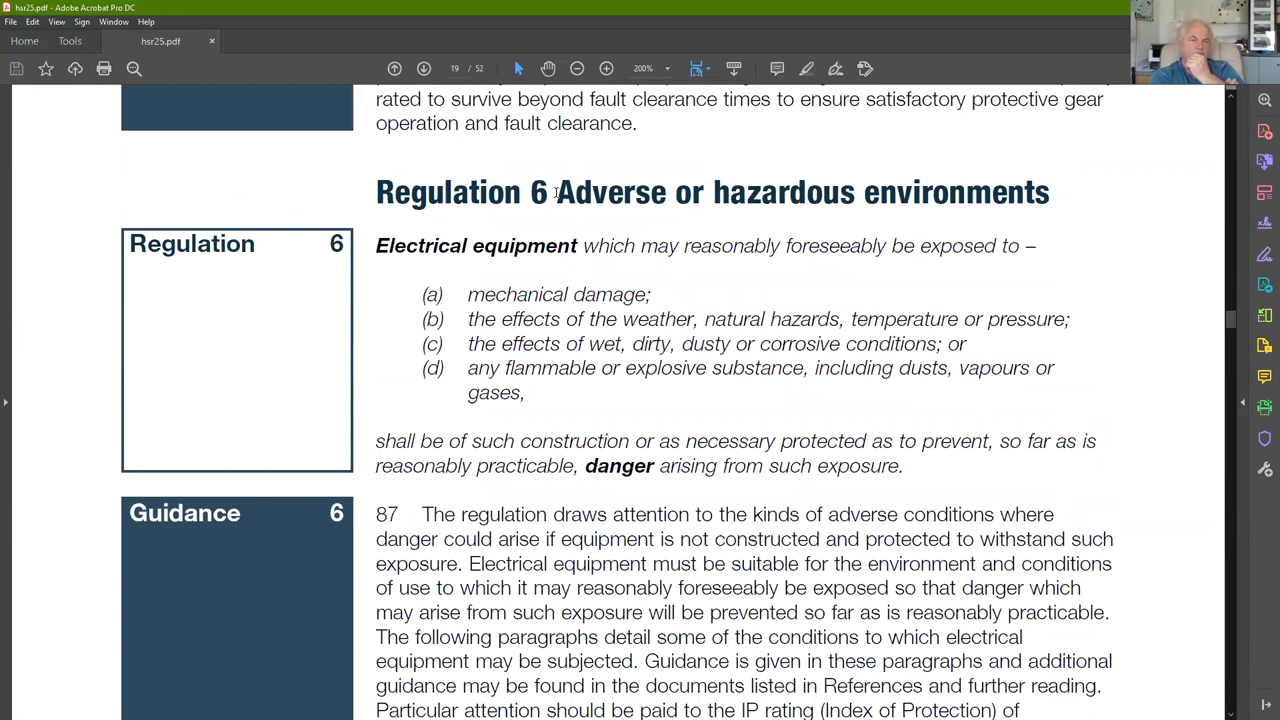 hsr25.pdf - Adobe Acrobat Pro DC
File Edit View Sign Window Help
Home Tools hsr25.pdf ×
19 / 52 200%
rated to survive beyond fault clearance times to ensure satisfactory protective gear
operation and fault clearance.
Regulation 6 Adverse or hazardous environments
Regulation 6
Electrical equipment which may reasonably foreseeably be exposed to –
(a) mechanical damage;
(b) the effects of the weather, natural hazards, temperature or pressure;
(c) the effects of wet, dirty, dusty or corrosive conditions; or
(d) any flammable or explosive substance, including dusts, vapours or
gases,
shall be of such construction or as necessary protected as to prevent, so far as is
reasonably practicable, danger arising from such exposure.
Guidance 6
87 The regulation draws attention to the kinds of adverse conditions where
danger could arise if equipment is not constructed and protected to withstand such
exposure. Electrical equipment must be suitable for the environment and conditions
of use to which it may reasonably foreseeably be exposed so that danger which
may arise from such exposure will be prevented so far as is reasonably practicable.
The following paragraphs detail some of the conditions to which electrical
equipment may be subjected. Guidance is given in these paragraphs and additional
guidance may be found in the documents listed in References and further reading.
Particular attention should be paid to the IP rating (Index of Protection) of